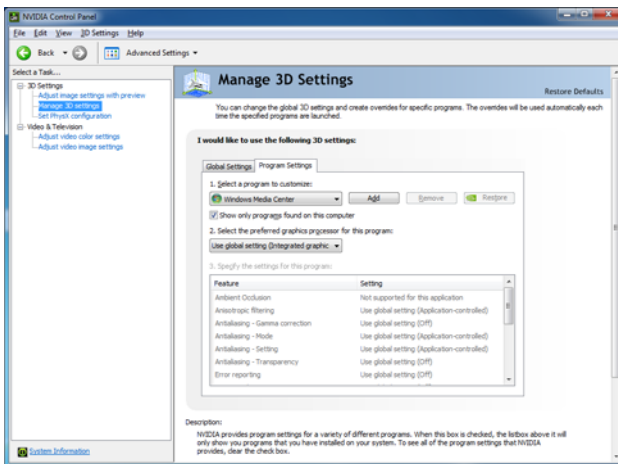 NVIDIA Control Panel
File Edit View 3D Settings Help
Back Advanced Settings
Select a Task...
3D Settings
Adjust image settings with preview
Manage 3D settings
Set PhysX configuration
Video & Television
Adjust video color settings
Adjust video image settings
System Information
Manage 3D Settings
Restore Defaults
You can change the global 3D settings and create overrides for specific programs. The overrides will be used automatically each
time the specified programs are launched.
I would like to use the following 3D settings:
Global Settings Program Settings
1. Select a program to customize:
Windows Media Center Add Remove Restore
Show only programs found on this computer
2. Select the preferred graphics processor for this program:
Use global setting (Integrated graphic
3. Specify the settings for this program:
Feature Setting
Ambient Occlusion Not supported for this application
Anisotropic filtering Use global setting (Application-controlled)
Antialiasing - Gamma correction Use global setting (Off)
Antialiasing - Mode Use global setting (Application-controlled)
Antialiasing - Setting Use global setting (Application-controlled)
Antialiasing - Transparency Use global setting (Off)
Error reporting Use global setting (Off)
Description:
NVIDIA provides program settings for a variety of different programs. When this box is checked, the listbox above it will
only show you programs that you have installed on your system. To see all of the program settings that NVIDIA
provides, clear the check box.